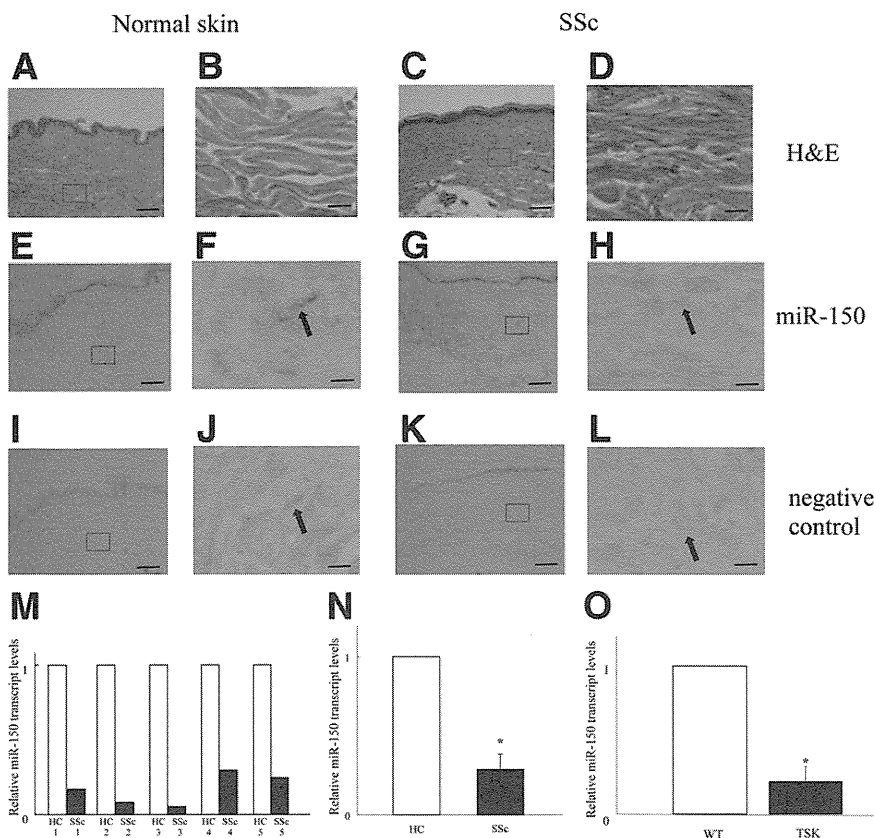 Normal skin
SSc
A
B
C
D
H&E
E
F
G
H
miR-150
I
J
K
L
negative
control
M
N
O
Relative miR-150 transcript levels
1
0
HC
1
SSc
1
HC
2
SSc
2
HC
3
SSc
3
HC
4
SSc
4
HC
5
SSc
5
Relative miR-150 transcript levels
1
0
*
HC
SSc
Relative miR-150 transcript levels
1
0
*
WT
TSK